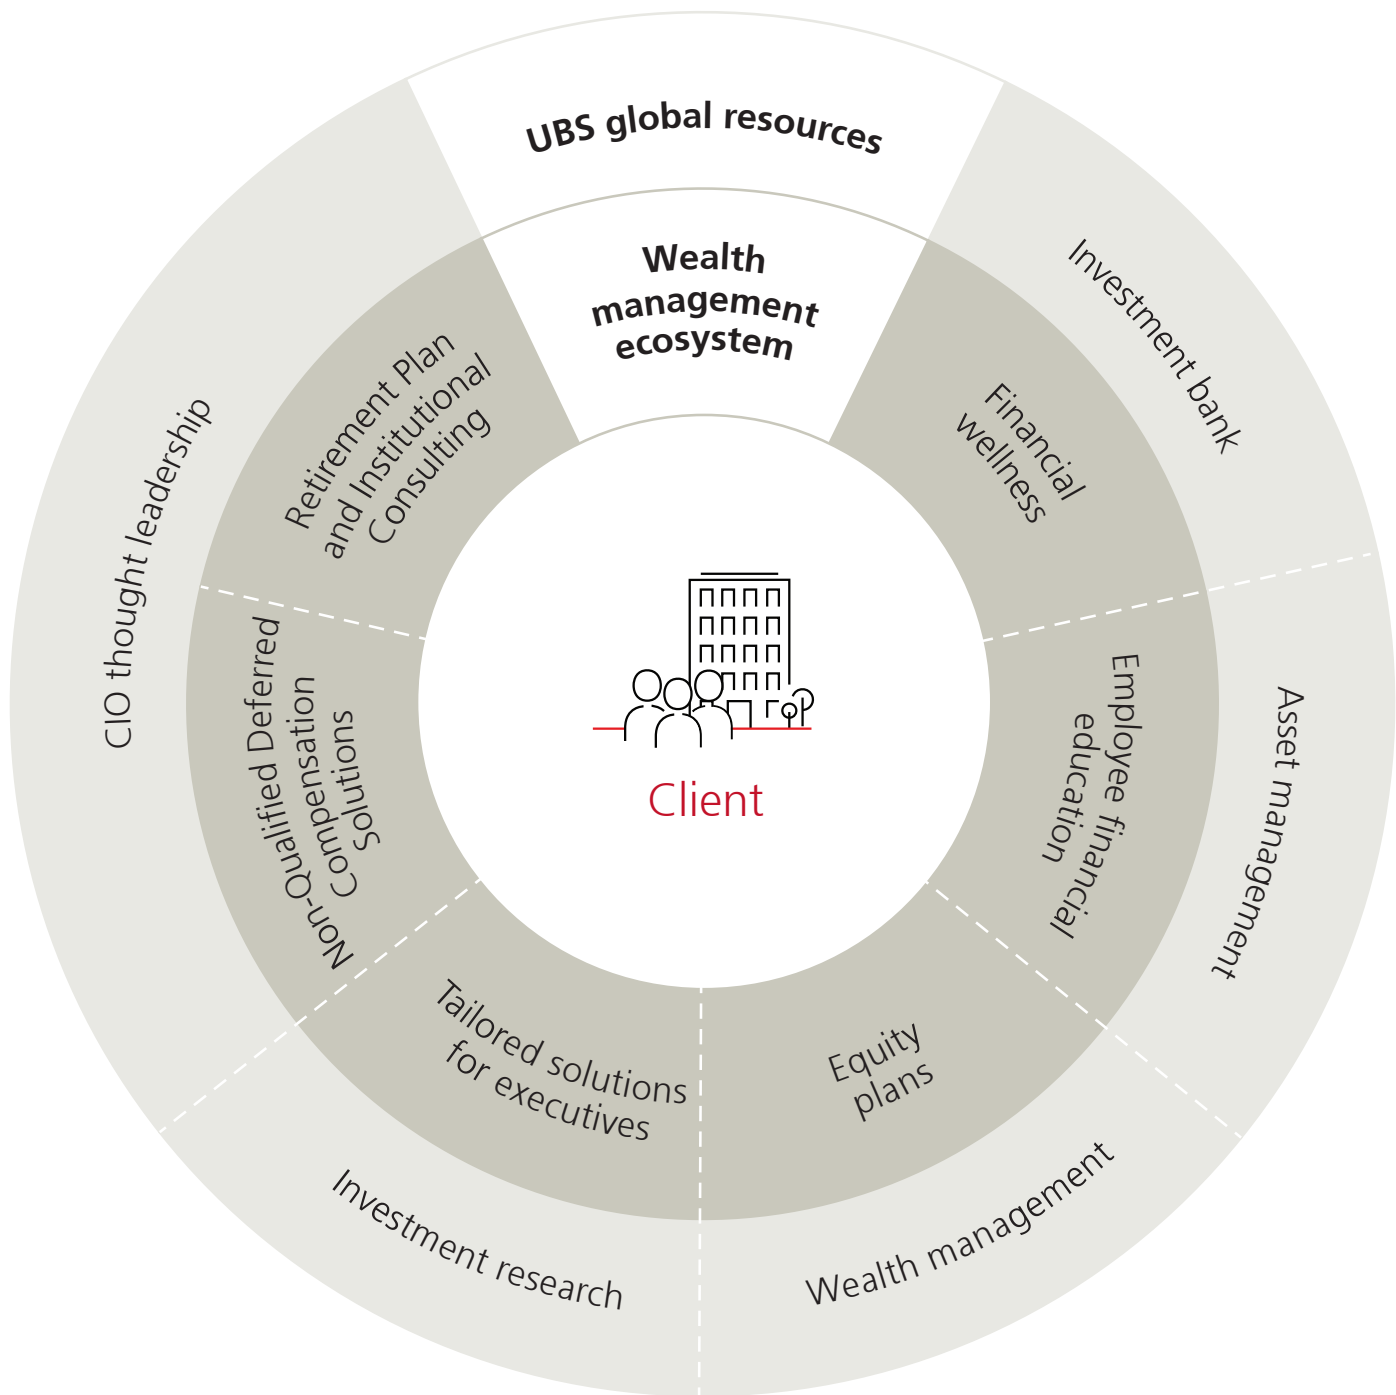 UBS global resources
Wealth
management
ecosystem
Investment bank
Asset management
Wealth management
Investment research
CIO thought leadership
Financial
wellness
Employee financial
education
Equity
plans
Tailored solutions
for executives
Non-Qualified Deferred
Compensation
Solutions
Retirement Plan
and Institutional
Consulting
Client